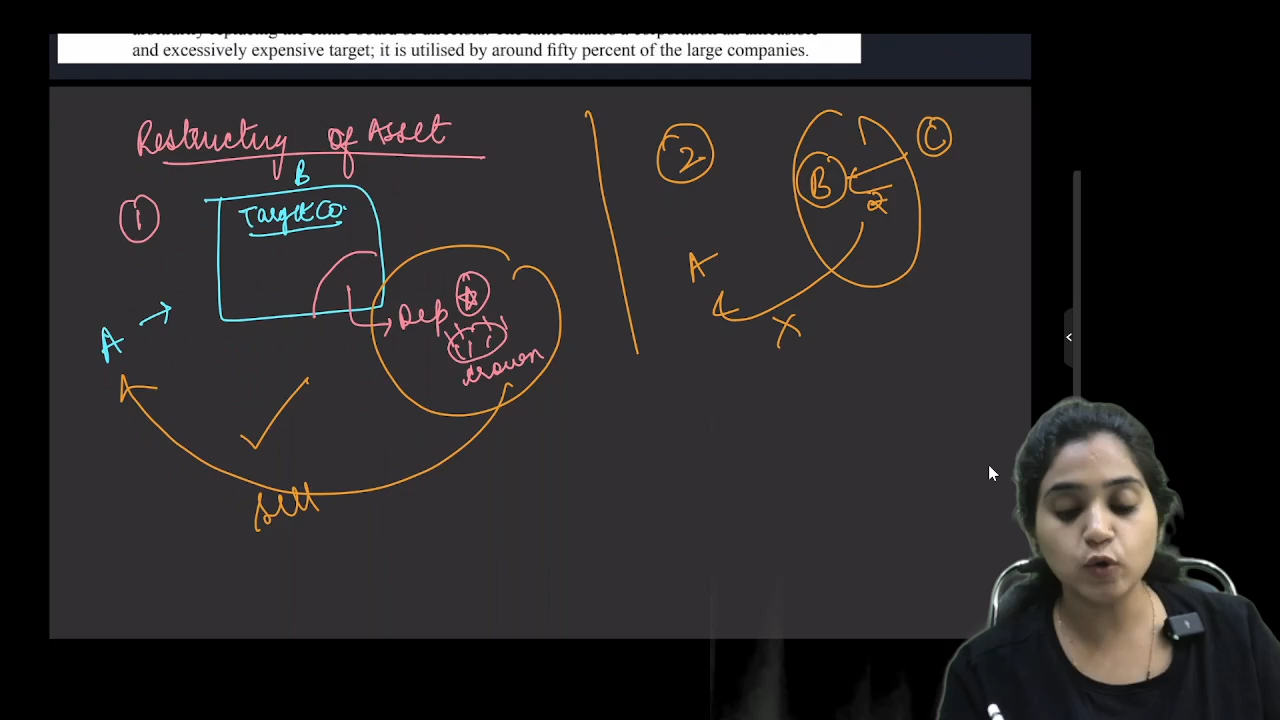 and excessively expensive target; it is utilised by around fifty percent of the large companies.
Restructing of Asset
B
1
Target Co.
A
Dep
crown
sell
2
B
C
A